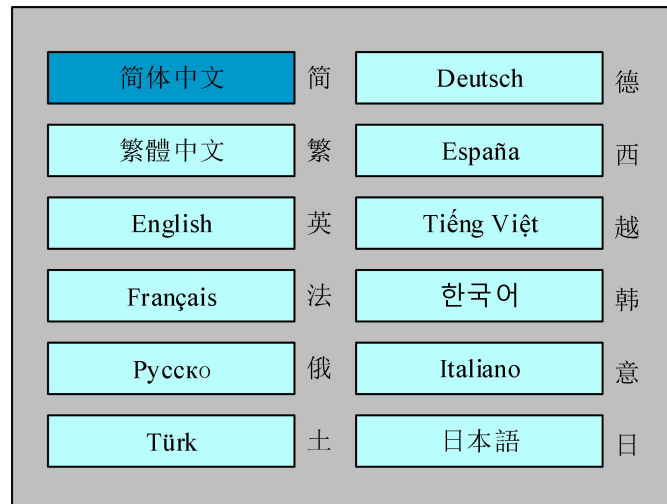 简体中文 简 Deutsch 德
繁體中文 繁 España 西
English 英 Tiếng Việt 越
Français 法 한국어 韩
Русско 俄 Italiano 意
Türk 土 日本語 日